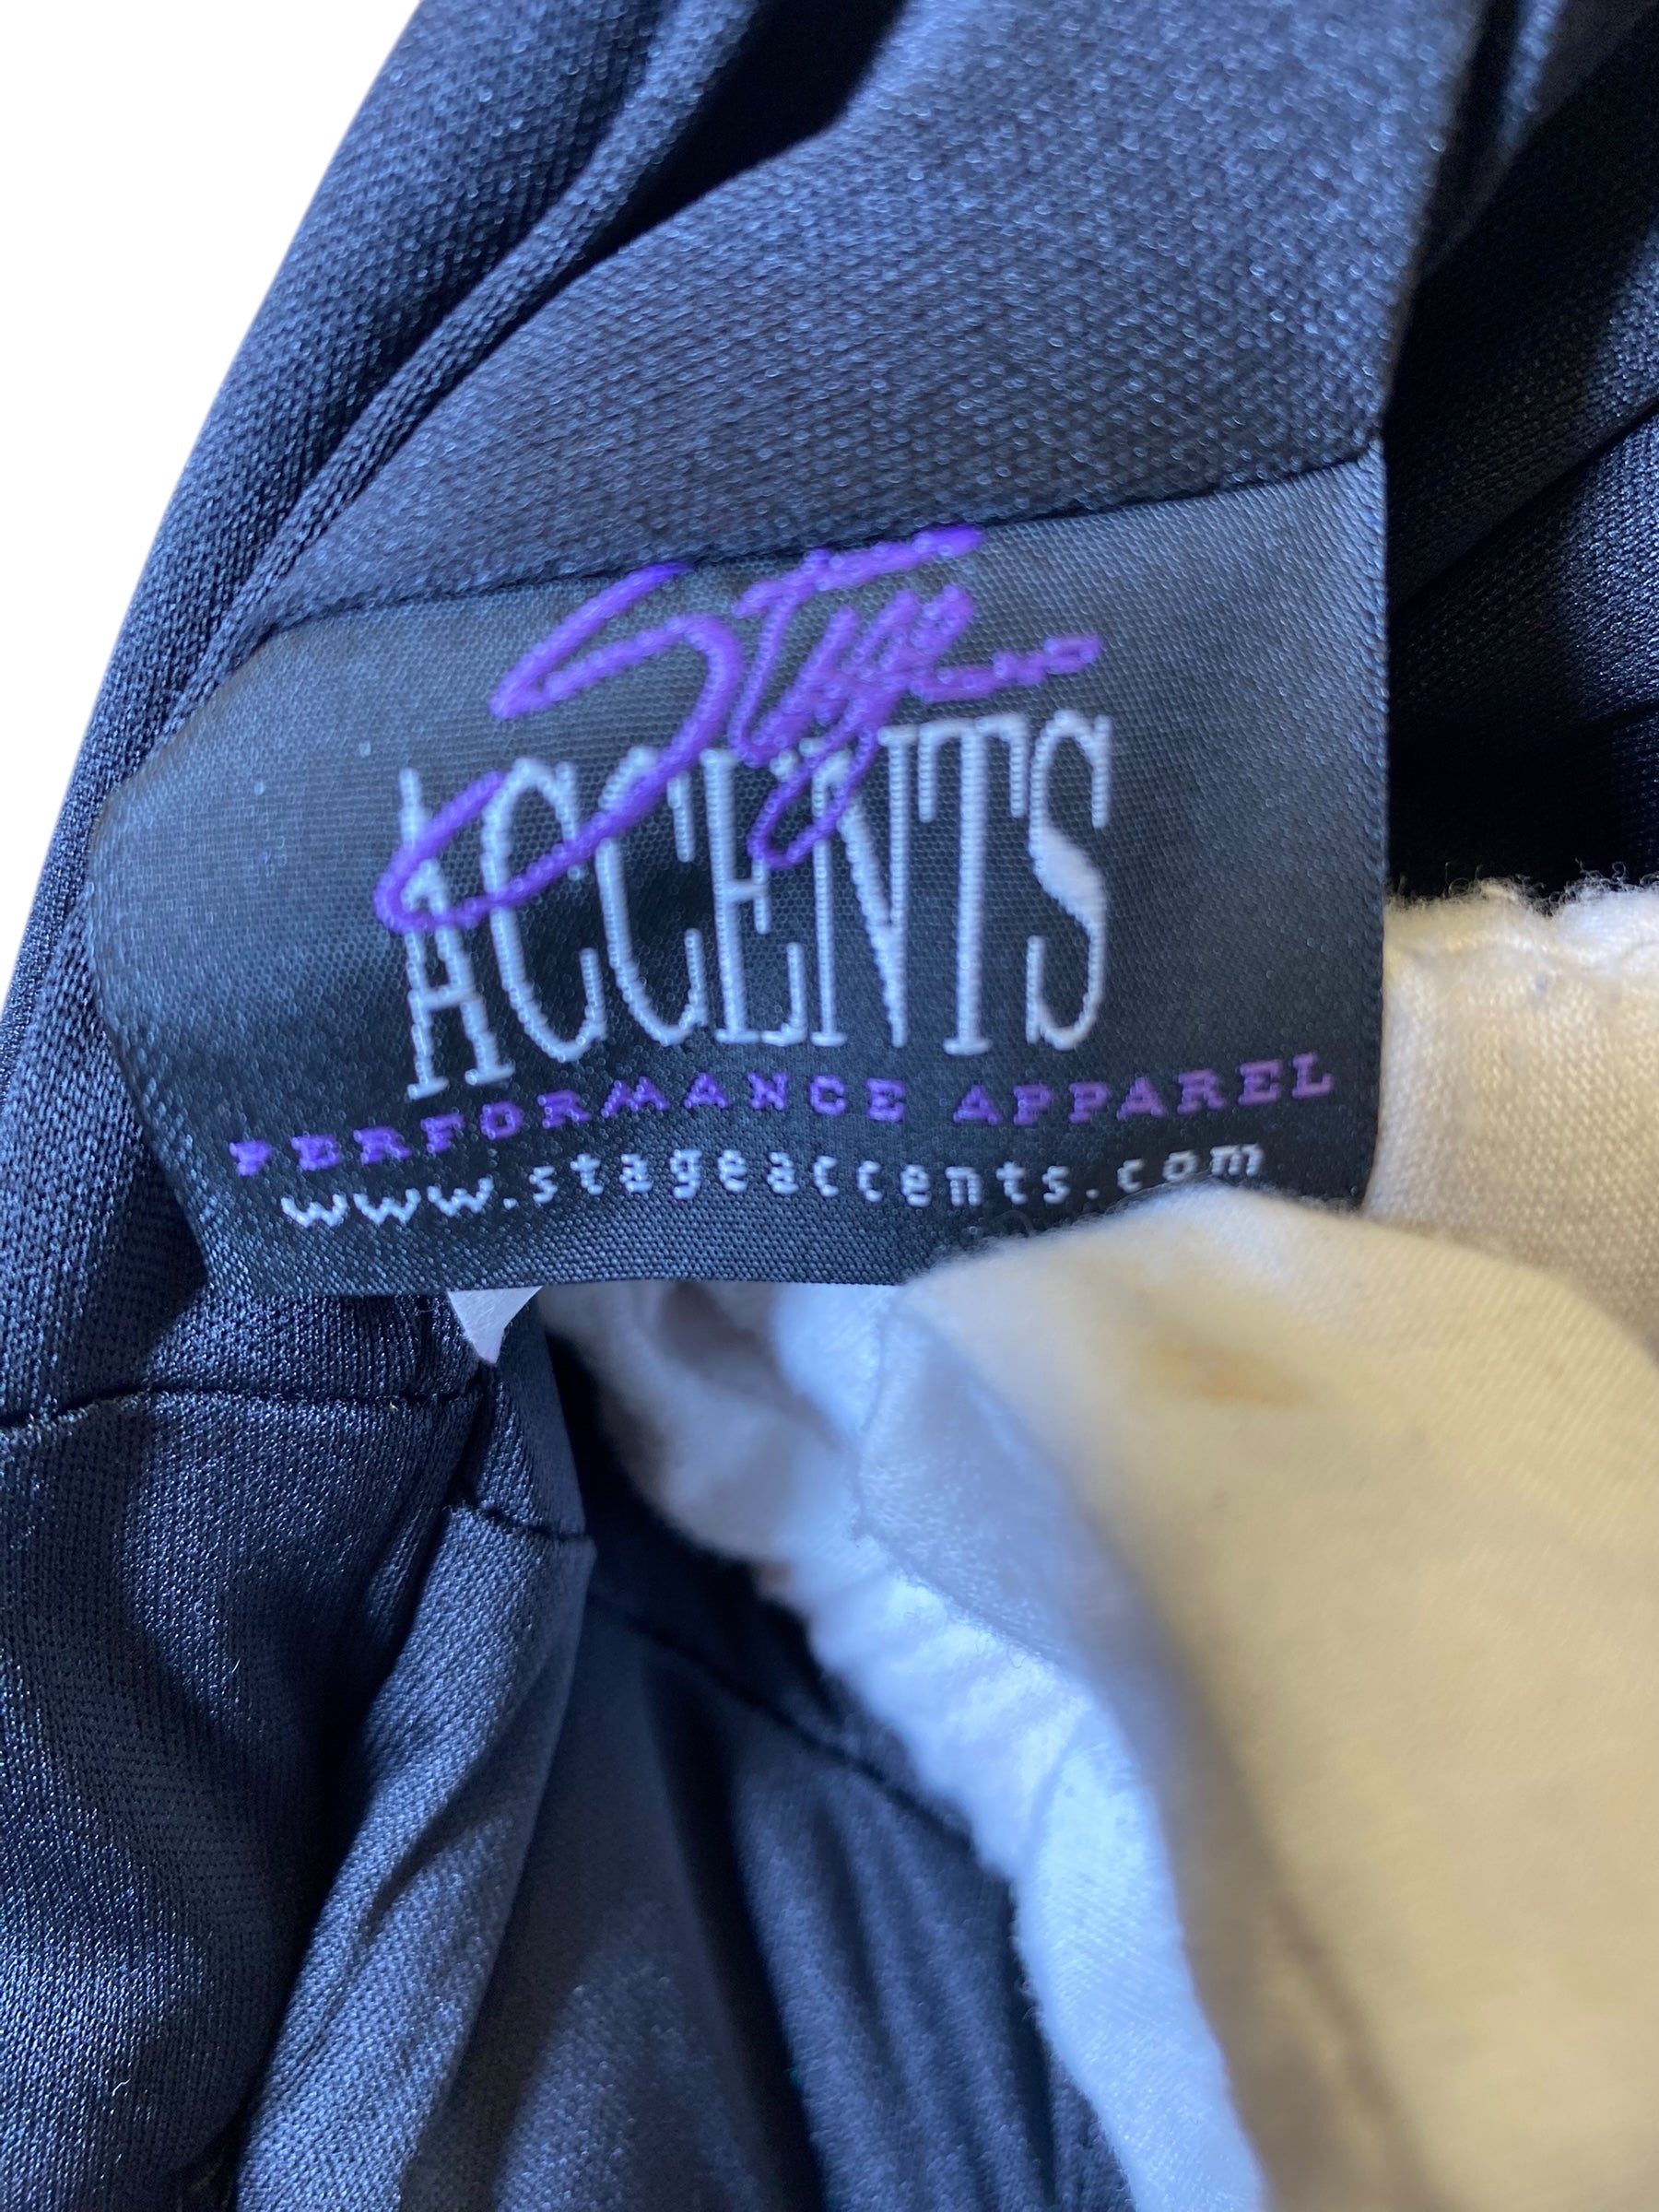 Stage
ACCENTS
PERFORMANCE APPAREL
www.stageaccents.com